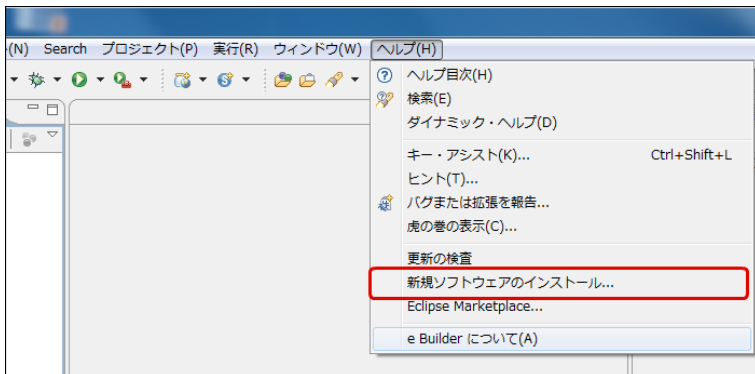 (N) Search プロジェクト(P) 実行(R) ウィンドウ(W) ヘルプ(H)
ヘルプ目次(H)
検索(E)
ダイナミック・ヘルプ(D)
キー・アシスト(K)... Ctrl+Shift+L
ヒント(T)...
バグまたは拡張を報告...
虎の巻の表示(C)...
更新の検査
新規ソフトウェアのインストール...
Eclipse Marketplace...
e Builder について(A)